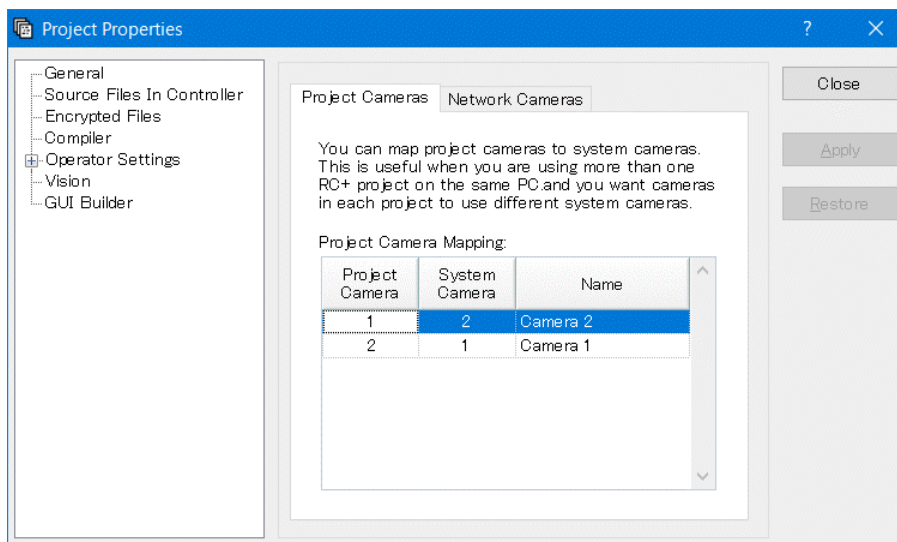 Project Properties
?
General
Source Files In Controller
Encrypted Files
Compiler
Operator Settings
Vision
GUI Builder
Project Cameras
Network Cameras
You can map project cameras to system cameras.
This is useful when you are using more than one
RC+ project on the same PC.and you want cameras
in each project to use different system cameras.
Project Camera Mapping:
Project Camera System Camera Name
1 2 Camera 2
2 1 Camera 1
Close
Apply
Restore